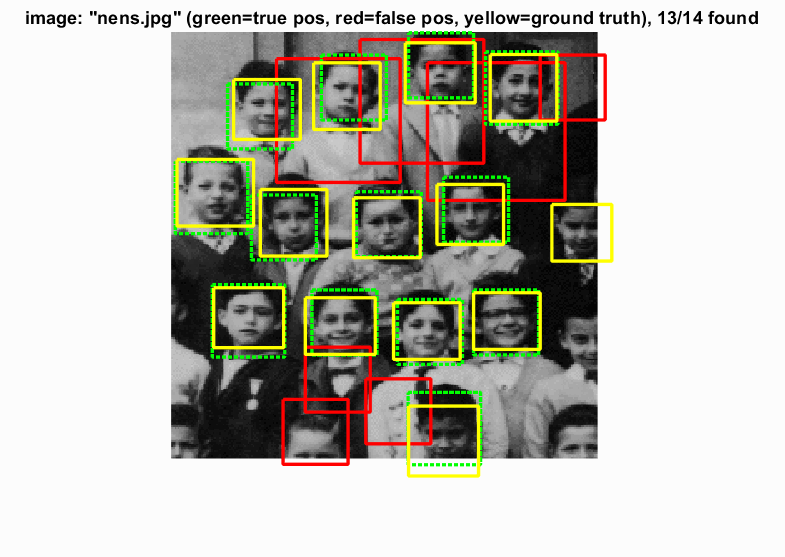 image: "nens.jpg" (green=true pos, red=false pos, yellow=ground truth), 13/14 found